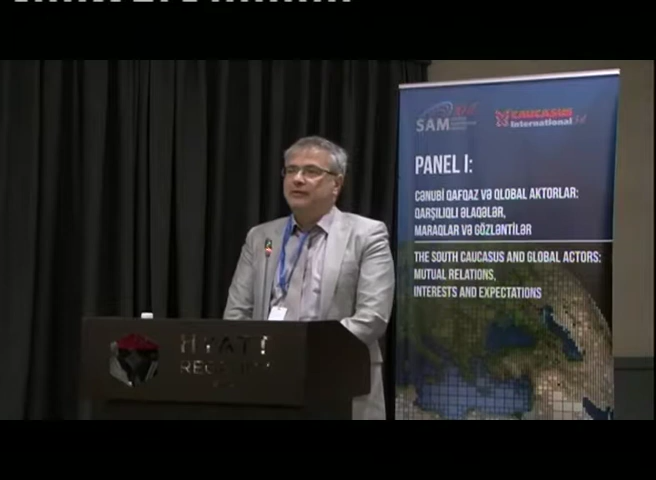 SAM
CAUCASUS
International
PANEL I:
CƏNUBİ QAFQAZ VƏ QLOBAL AKTORLAR:
QARŞILIQLI ƏLAQƏLƏR,
MARAQLAR VƏ GÖZLƏNTİLƏR
THE SOUTH CAUCASUS AND GLOBAL ACTORS:
MUTUAL RELATIONS,
INTERESTS AND EXPECTATIONS
HYATT
REGENCY